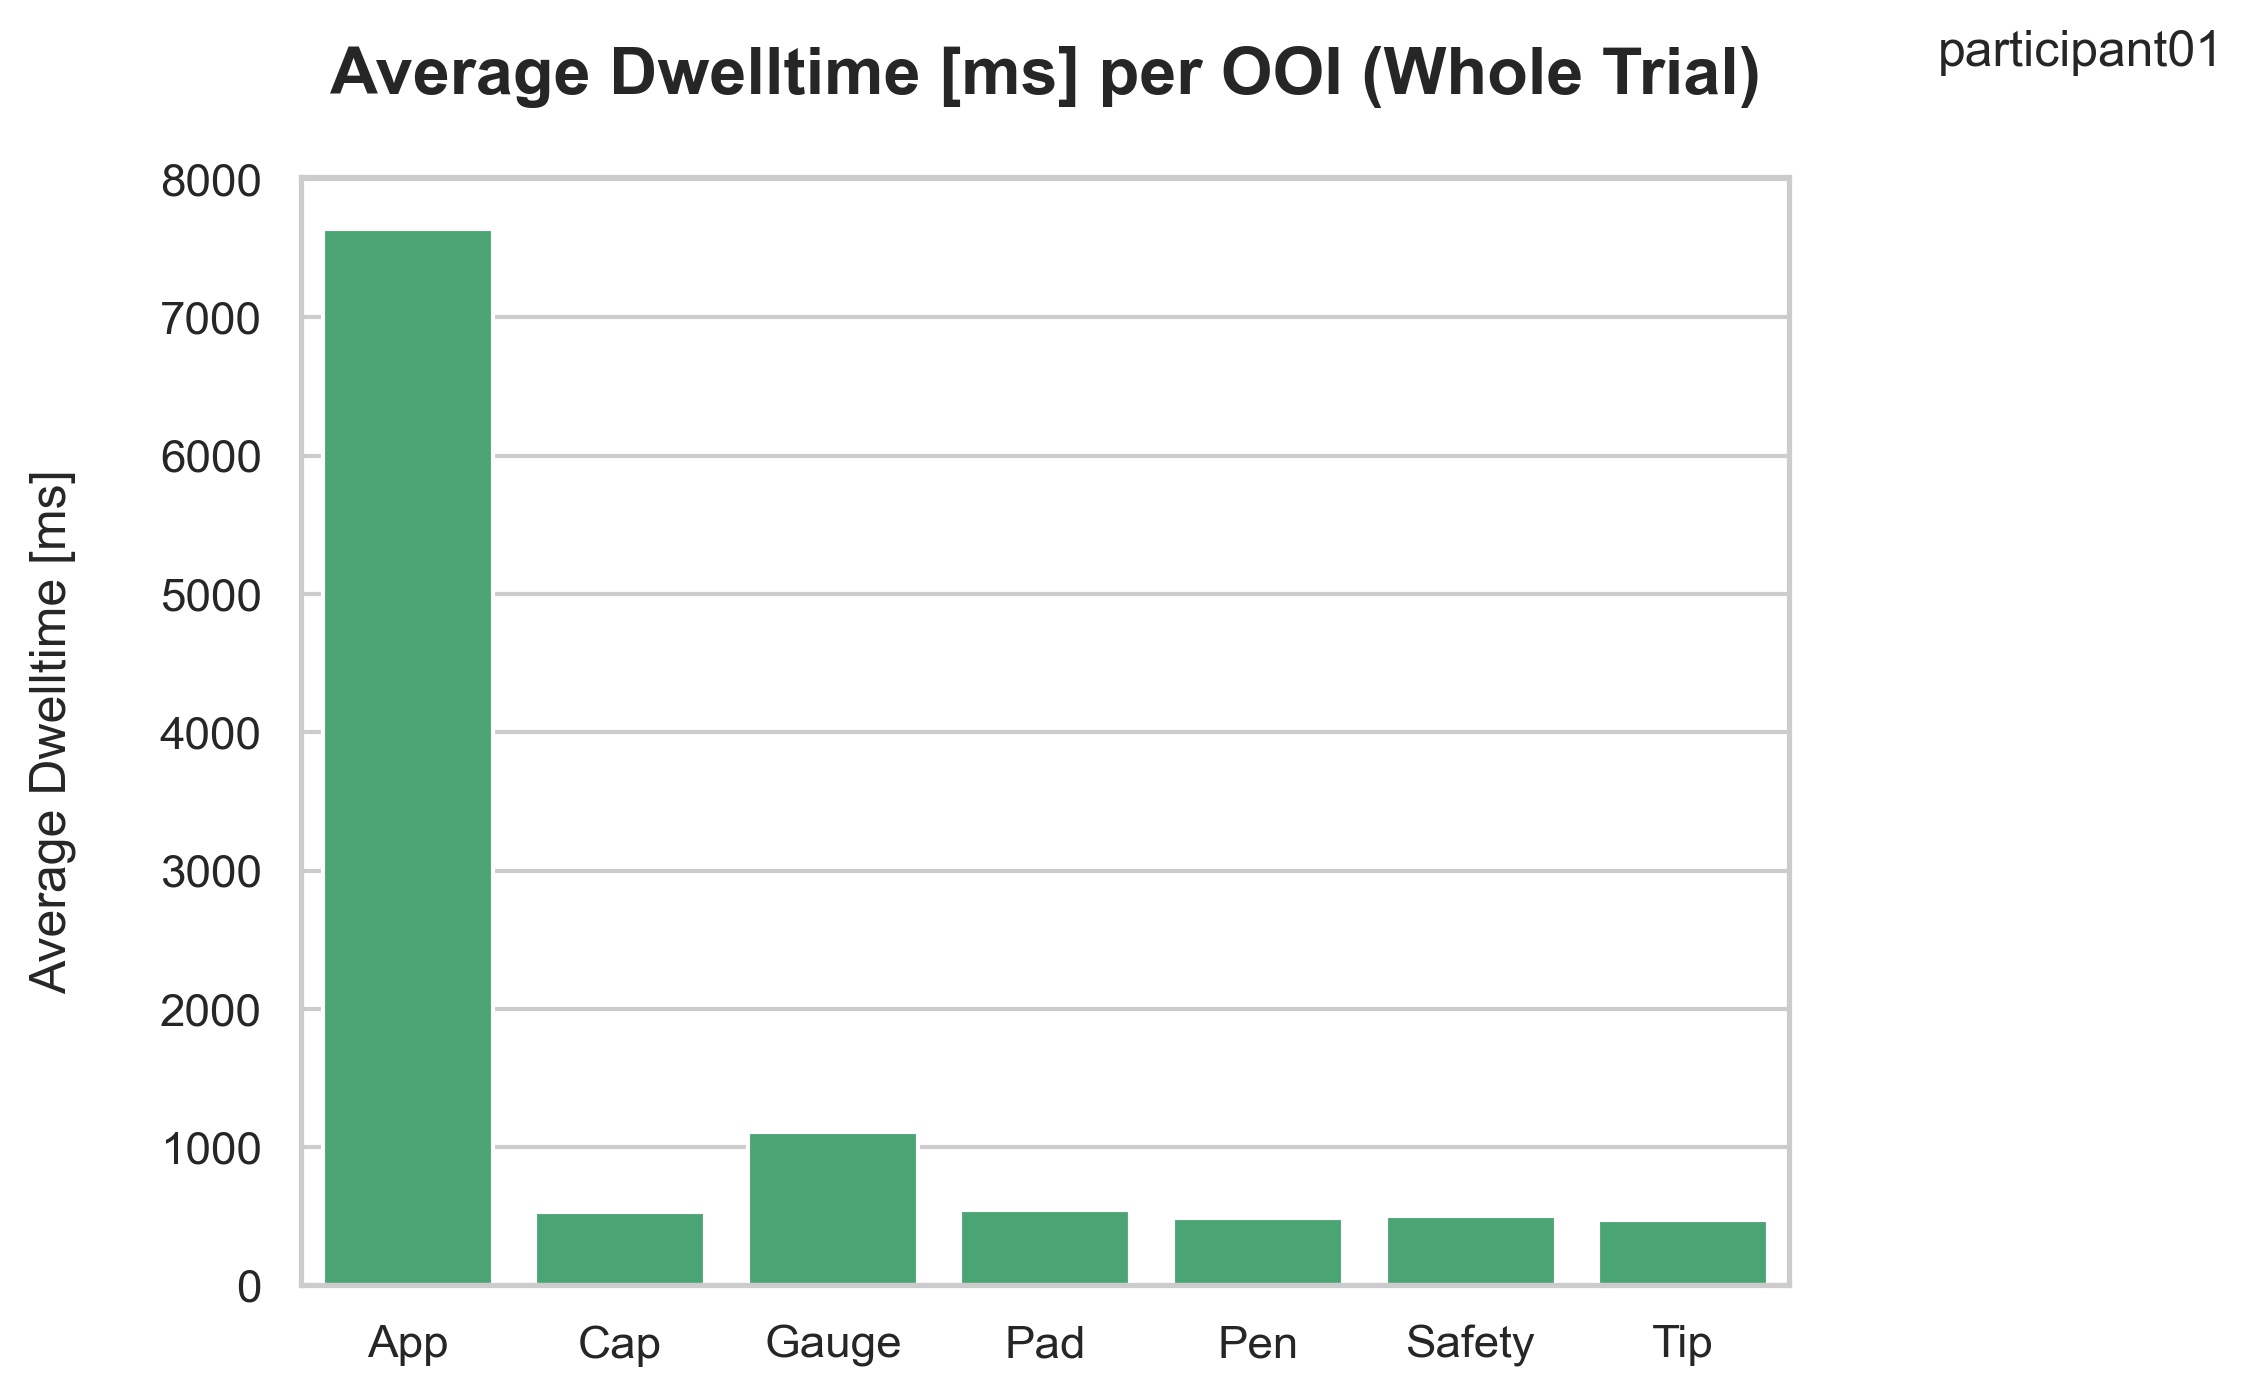 participant01
Average Dwelltime [ms] per OOI (Whole Trial)
Average Dwelltime [ms]
8000
7000
6000
5000
4000
3000
2000
1000
0
App Cap Gauge Pad Pen Safety Tip